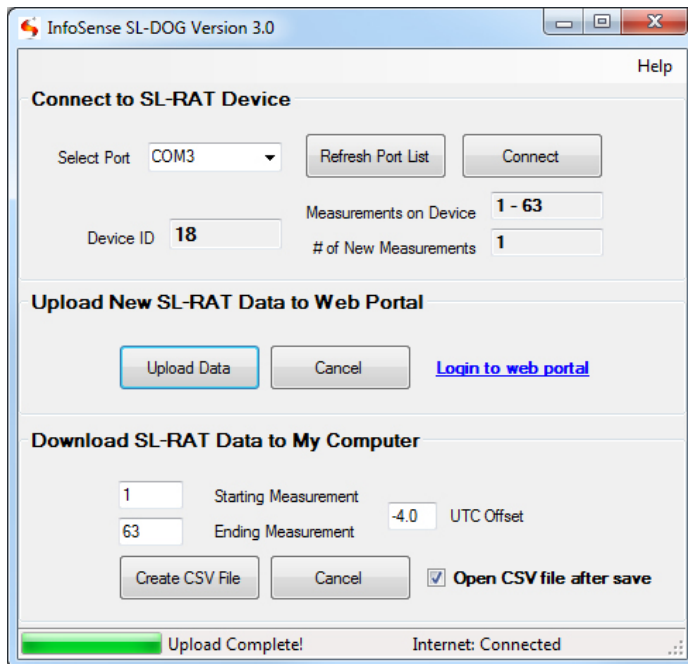 InfoSense SL-DOG Version 3.0
Help
Connect to SL-RAT Device
Select Port COM3 Refresh Port List Connect
Measurements on Device 1 - 63
Device ID 18
# of New Measurements 1
Upload New SL-RAT Data to Web Portal
Upload Data Cancel Login to web portal
Download SL-RAT Data to My Computer
1 Starting Measurement
-4.0 UTC Offset
63 Ending Measurement
Create CSV File Cancel Open CSV file after save
Upload Complete! Internet: Connected